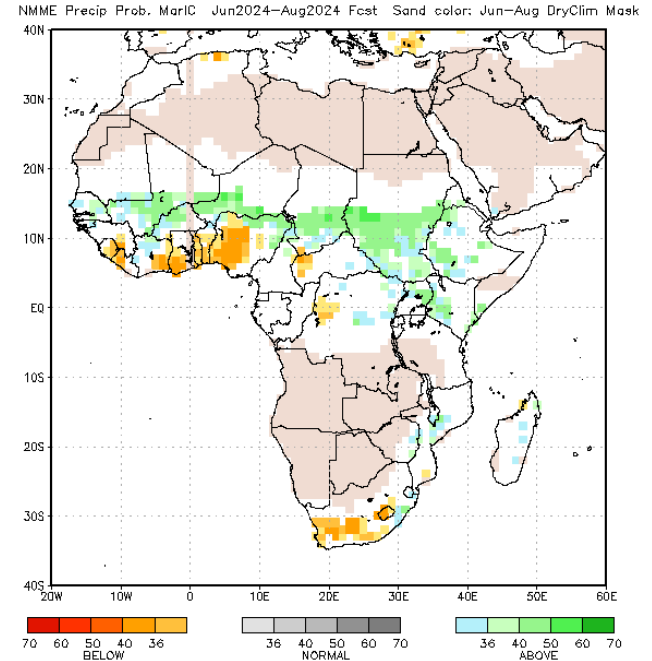 NMME Precip Prob. MarIC Jun2024-Aug2024 Fcst Sand color: Jun-Aug DryClim Mask
40N
30N
20N
10N
EQ
10S
20S
30S
40S
20W 10W 0 10E 20E 30E 40E 50E 60E
70 60 50 40 36 36 40 50 60 70 36 40 50 60 70
BELOW NORMAL ABOVE